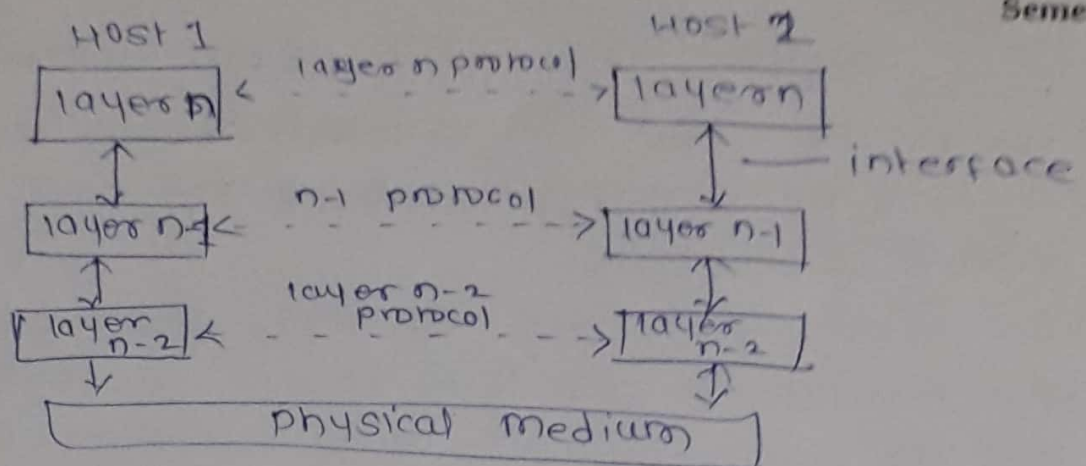 Seme
Host 1
Host 2
layer n
layer n protocol
layer n
interface
layer n-1
n-1 protocol
layer n-1
layer n-2 protocol
layer
n-2
layer
n-2
physical medium